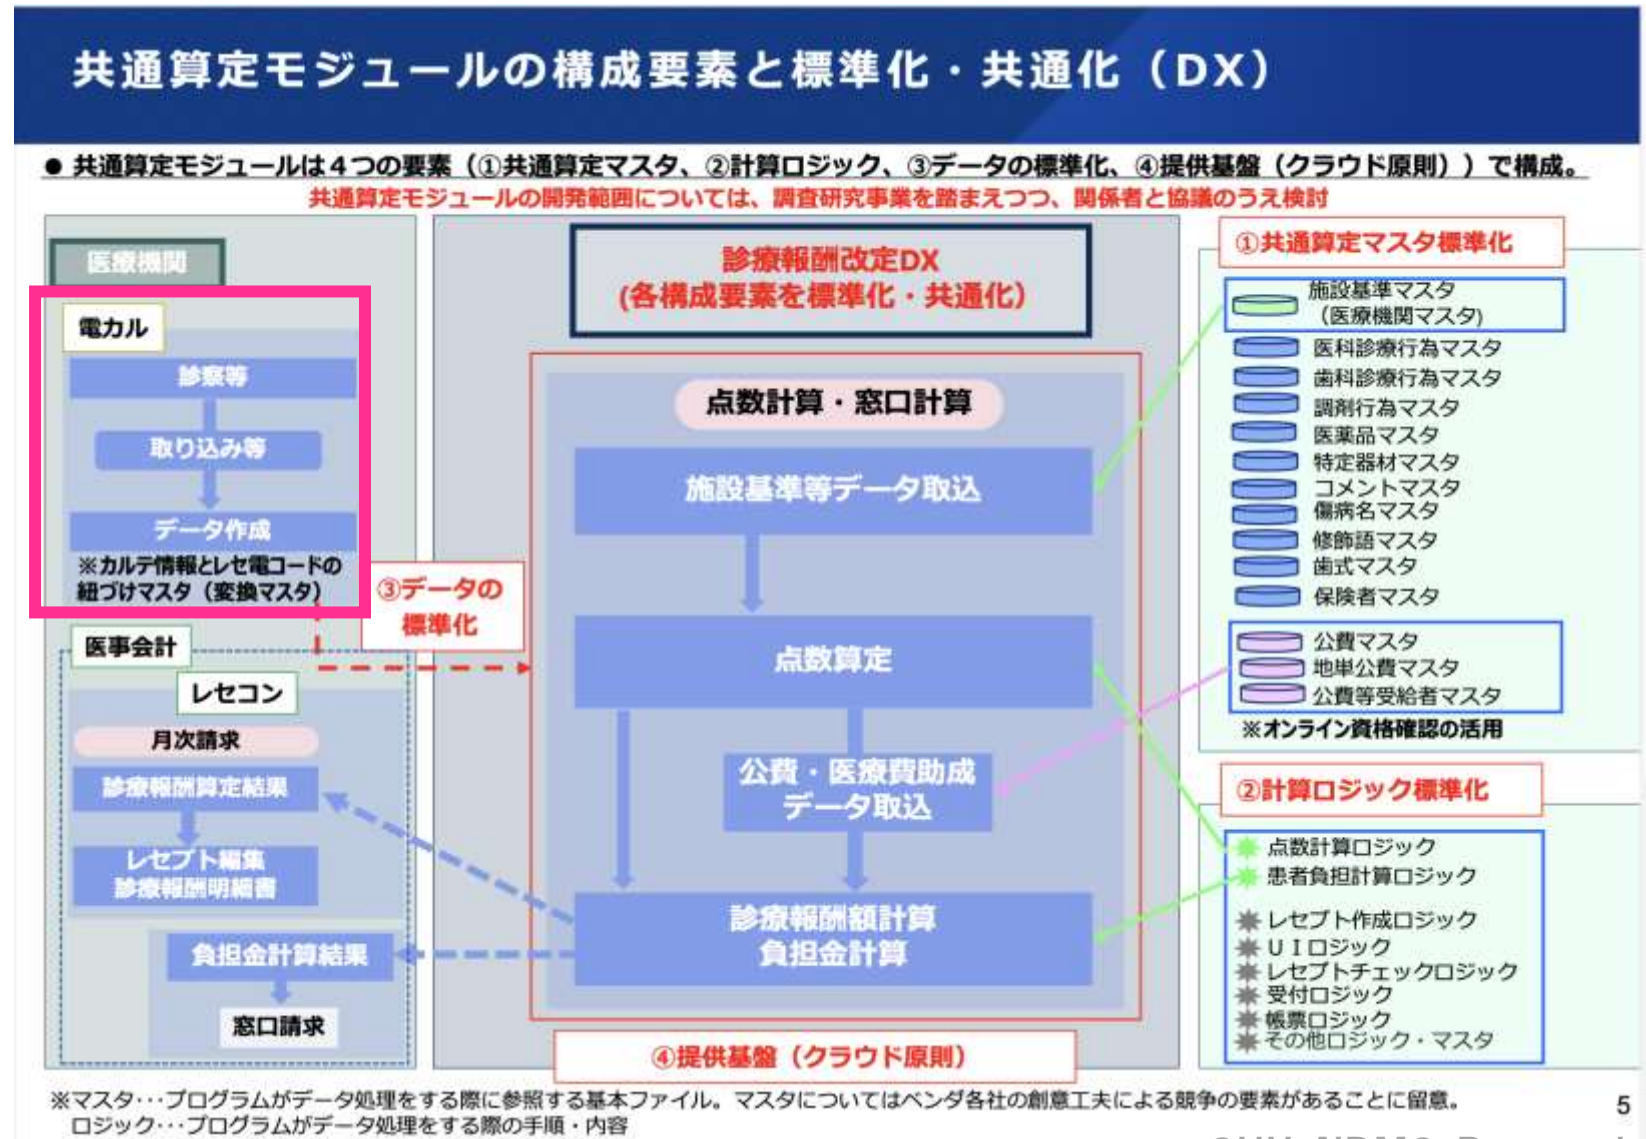 共通算定モジュールの構成要素と標準化・共通化（DX）
● 共通算定モジュールは４つの要素（①共通算定マスタ、②計算ロジック、③データの標準化、④提供基盤（クラウド原則））で構成。
共通算定モジュールの開発範囲については、調査研究事業を踏まえつつ、関係者と協議のうえ検討
医療機関
電カル
診察等
取り込み等
データ作成
※カルテ情報とレセ電コードの
紐づけマスタ（変換マスタ）
③データの
標準化
医事会計
レセコン
月次請求
診療報酬算定結果
レセプト編集
診療報酬明細書
負担金計算結果
窓口請求
診療報酬改定DX
(各構成要素を標準化・共通化）
点数計算・窓口計算
施設基準等データ取込
点数算定
公費・医療費助成
データ取込
診療報酬額計算
負担金計算
④提供基盤（クラウド原則）
①共通算定マスタ標準化
施設基準マスタ
（医療機関マスタ)
医科診療行為マスタ
歯科診療行為マスタ
調剤行為マスタ
医薬品マスタ
特定器材マスタ
コメントマスタ
傷病名マスタ
修飾語マスタ
歯式マスタ
保険者マスタ
公費マスタ
地単公費マスタ
公費等受給者マスタ
※オンライン資格確認の活用
②計算ロジック標準化
点数計算ロジック
患者負担計算ロジック
レセプト作成ロジック
ＵＩロジック
レセプトチェックロジック
受付ロジック
帳票ロジック
その他ロジック・マスタ
※マスタ･･･プログラムがデータ処理をする際に参照する基本ファイル。マスタについてはベンダ各社の創意工夫による競争の要素があることに留意。
ロジック･･･プログラムがデータ処理をする際の手順・内容
5